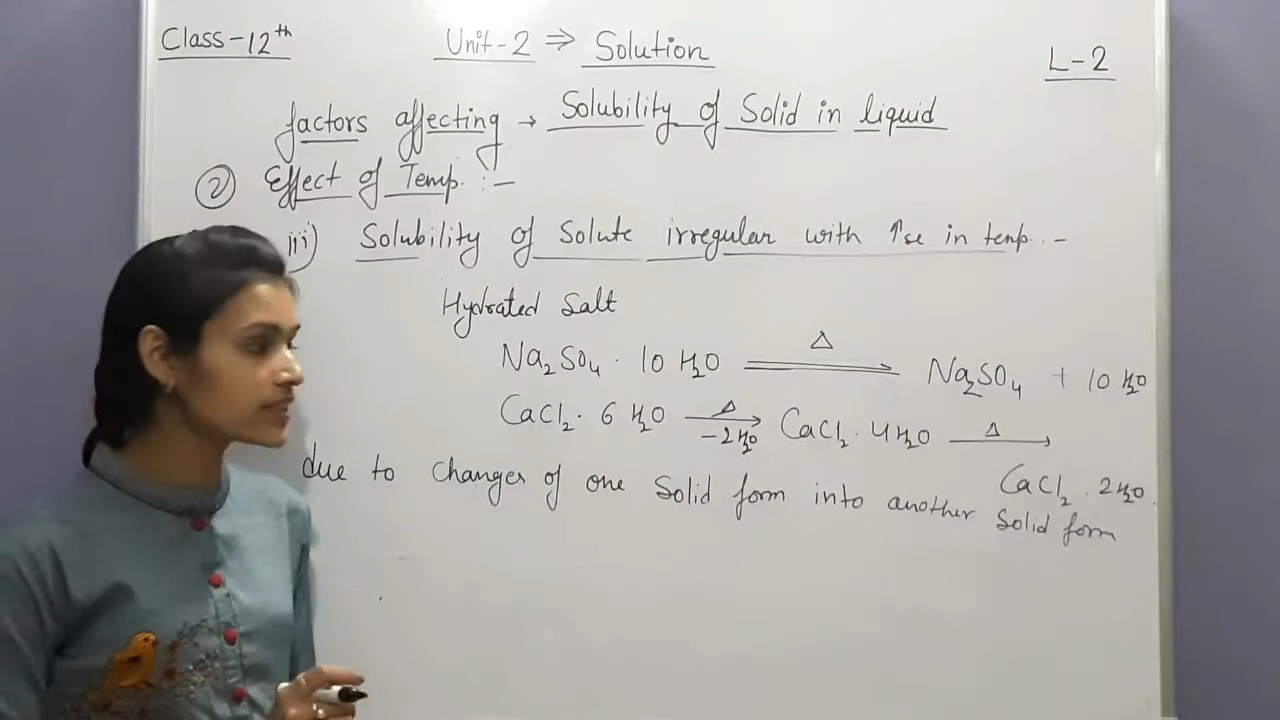 Class-12th Unit-2 ⇒ Solution L-2
factors affecting → Solubility of Solid in liquid
② Effect of Temp. :-
iii) Solubility of Solute irregular with ↑se in temp. :-
Hydrated Salt
Na₂SO₄ · 10 H₂O ⇌ Δ Na₂SO₄ + 10 H₂O
CaCl₂ · 6 H₂O →Δ -2H₂O CaCl₂ · 4H₂O →Δ
CaCl₂ · 2H₂O
due to changes of one Solid form into another Solid form